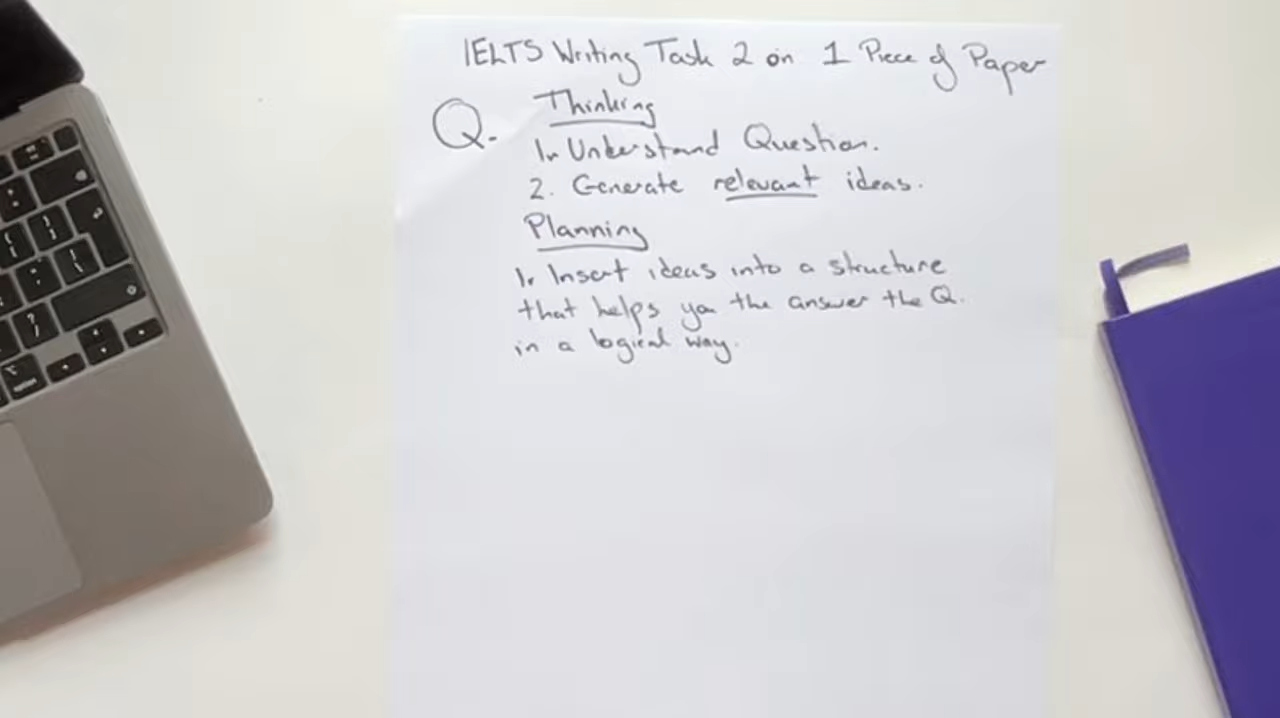 IELTS Writing Task 2 on 1 Piece of Paper
Q. Thinking
1. Understand Question.
2. Generate relevant ideas.
Planning
1. Insert ideas into a structure
that helps you the answer the Q.
in a logical way.
option